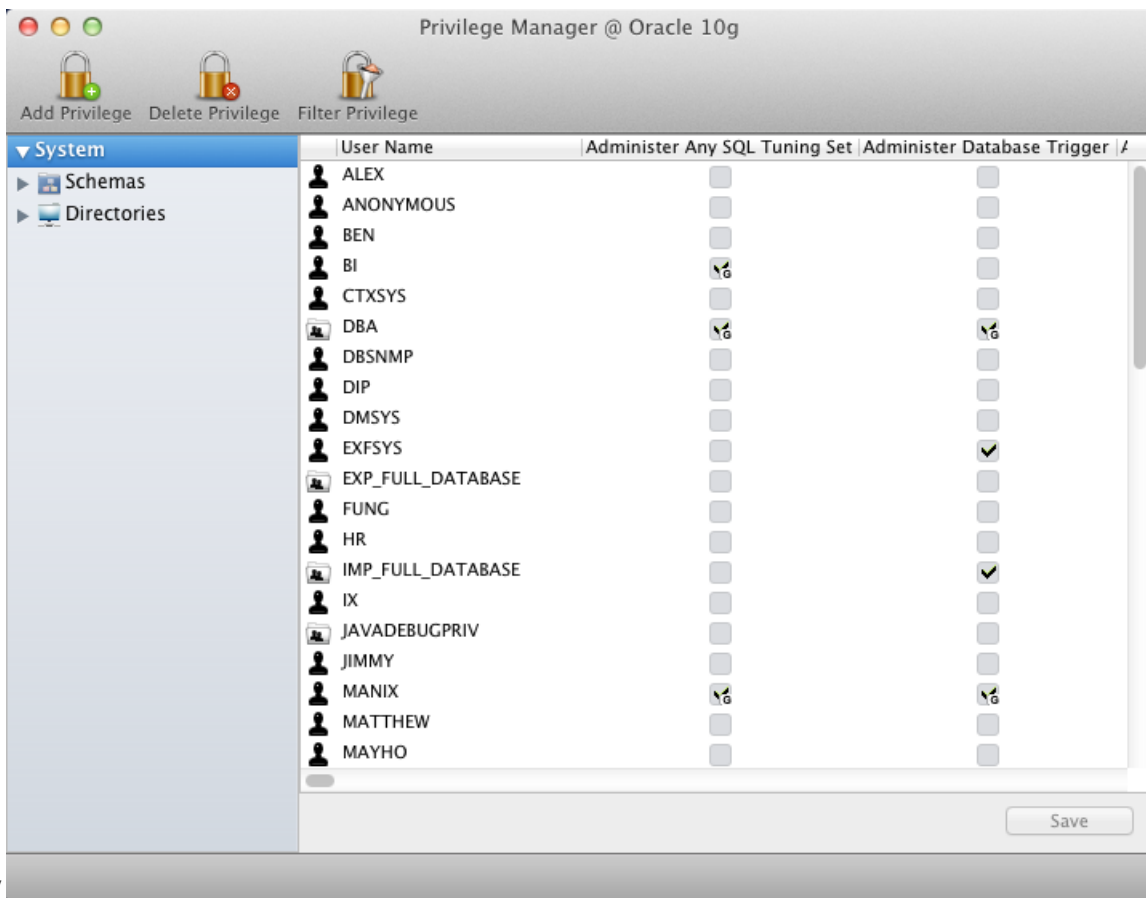 Privilege Manager @ Oracle 10g
Add Privilege Delete Privilege Filter Privilege
System
Schemas
Directories
User Name Administer Any SQL Tuning Set Administer Database Trigger
ALEX
ANONYMOUS
BEN
BI G
CTXSYS
DBA G G
DBSNMP
DIP
DMSYS
EXFSYS
EXP_FULL_DATABASE
FUNG
HR
IMP_FULL_DATABASE
IX
JAVADEBUGPRIV
JIMMY
MANIX G G
MATTHEW
MAYHO
Save